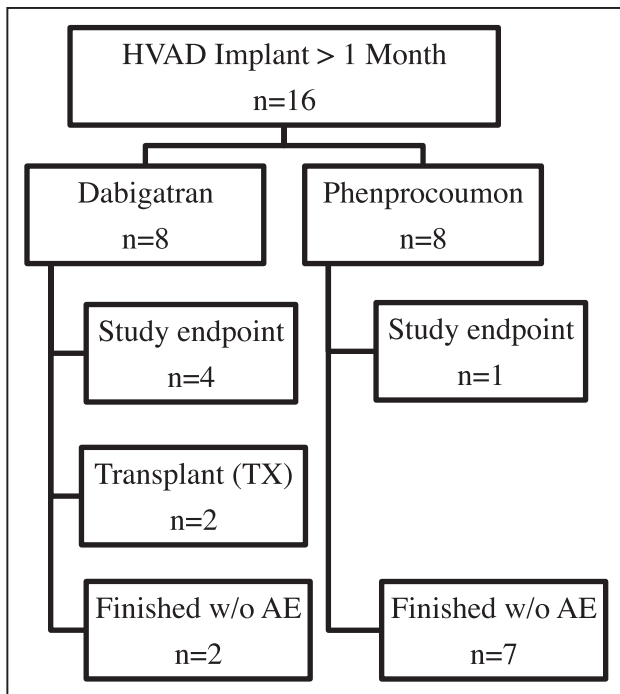 HVAD Implant > 1 Month
n=16
Dabigatran
n=8
Phenprocoumon
n=8
Study endpoint
n=4
Study endpoint
n=1
Transplant (TX)
n=2
Finished w/o AE
n=2
Finished w/o AE
n=7